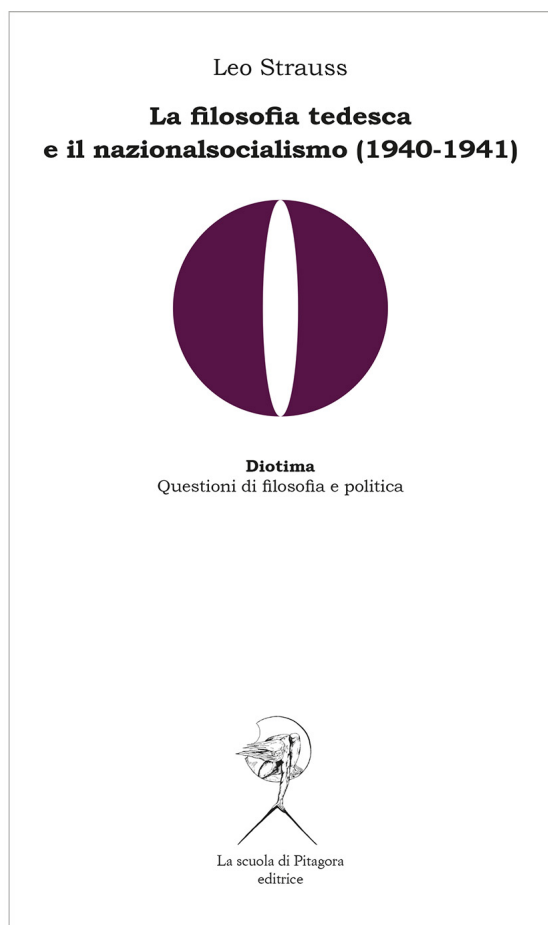 Leo Strauss
La filosofia tedesca
e il nazionalsocialismo (1940-1941)
Diotima
Questioni di filosofia e politica
La scuola di Pitagora
editrice